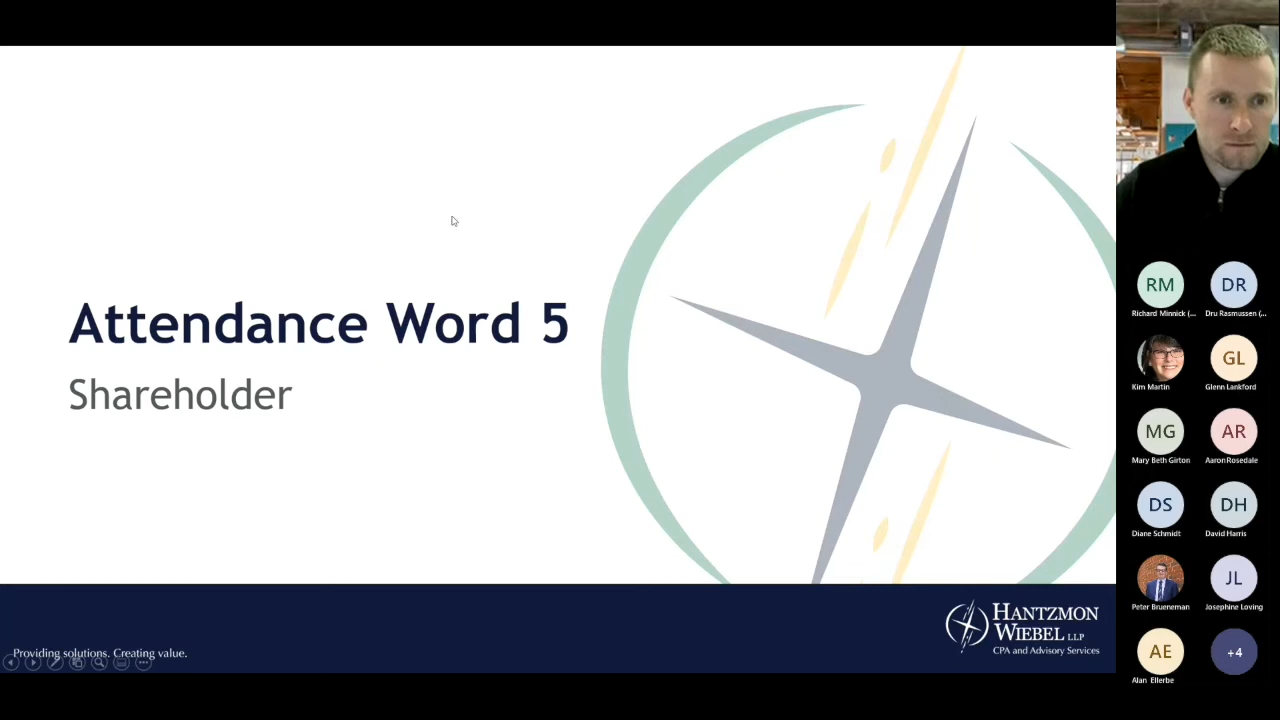 Attendance Word 5
Shareholder
HANTZMON
WIEBEL LLP
CPA and Advisory Services
Providing solutions. Creating value.
RM
DR
Richard Minnick (...
Dru Rasmussen (...
Kim Martin
GL
Glenn Lankford
MG
AR
Mary Beth Girton
Aaron Rosedale
DS
DH
Diane Schmidt
David Harris
Peter Brueneman
JL
Josephine Loving
AE
+4
Alan Ellerbe